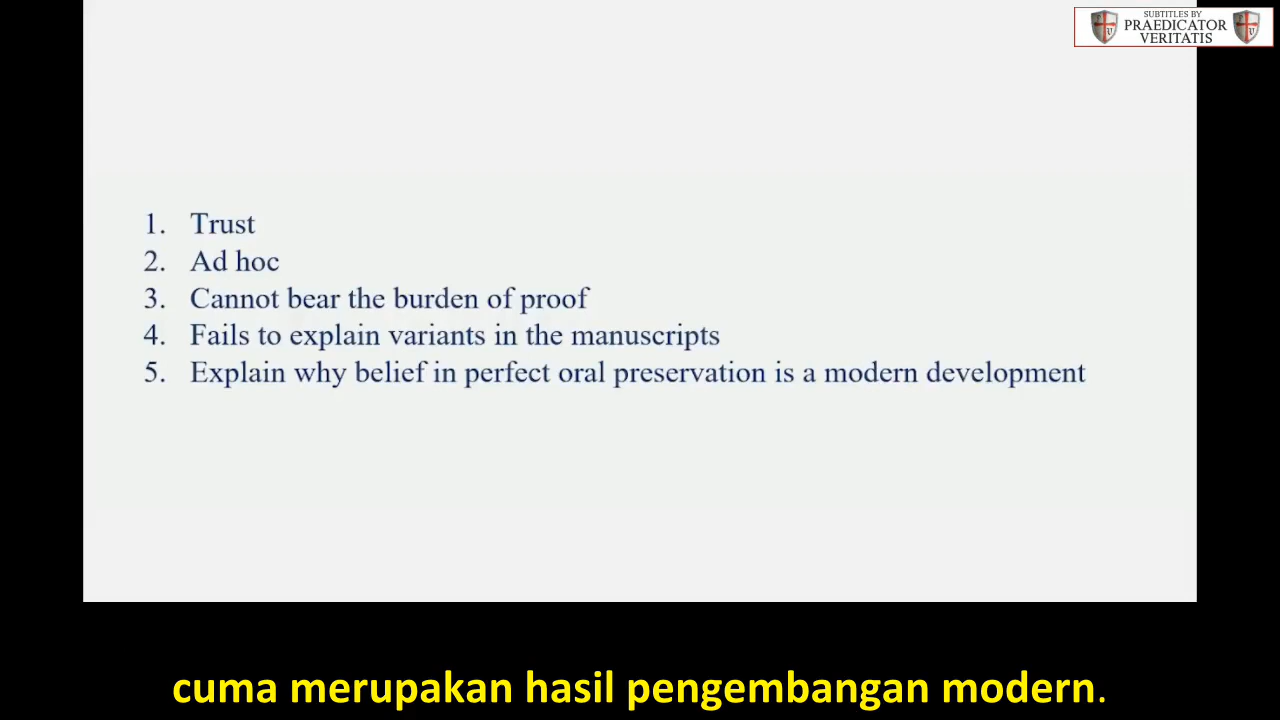 SUBTITLES BY
PRAEDICATOR
VERITATIS
1. Trust
2. Ad hoc
3. Cannot bear the burden of proof
4. Fails to explain variants in the manuscripts
5. Explain why belief in perfect oral preservation is a modern development
cuma merupakan hasil pengembangan modern.